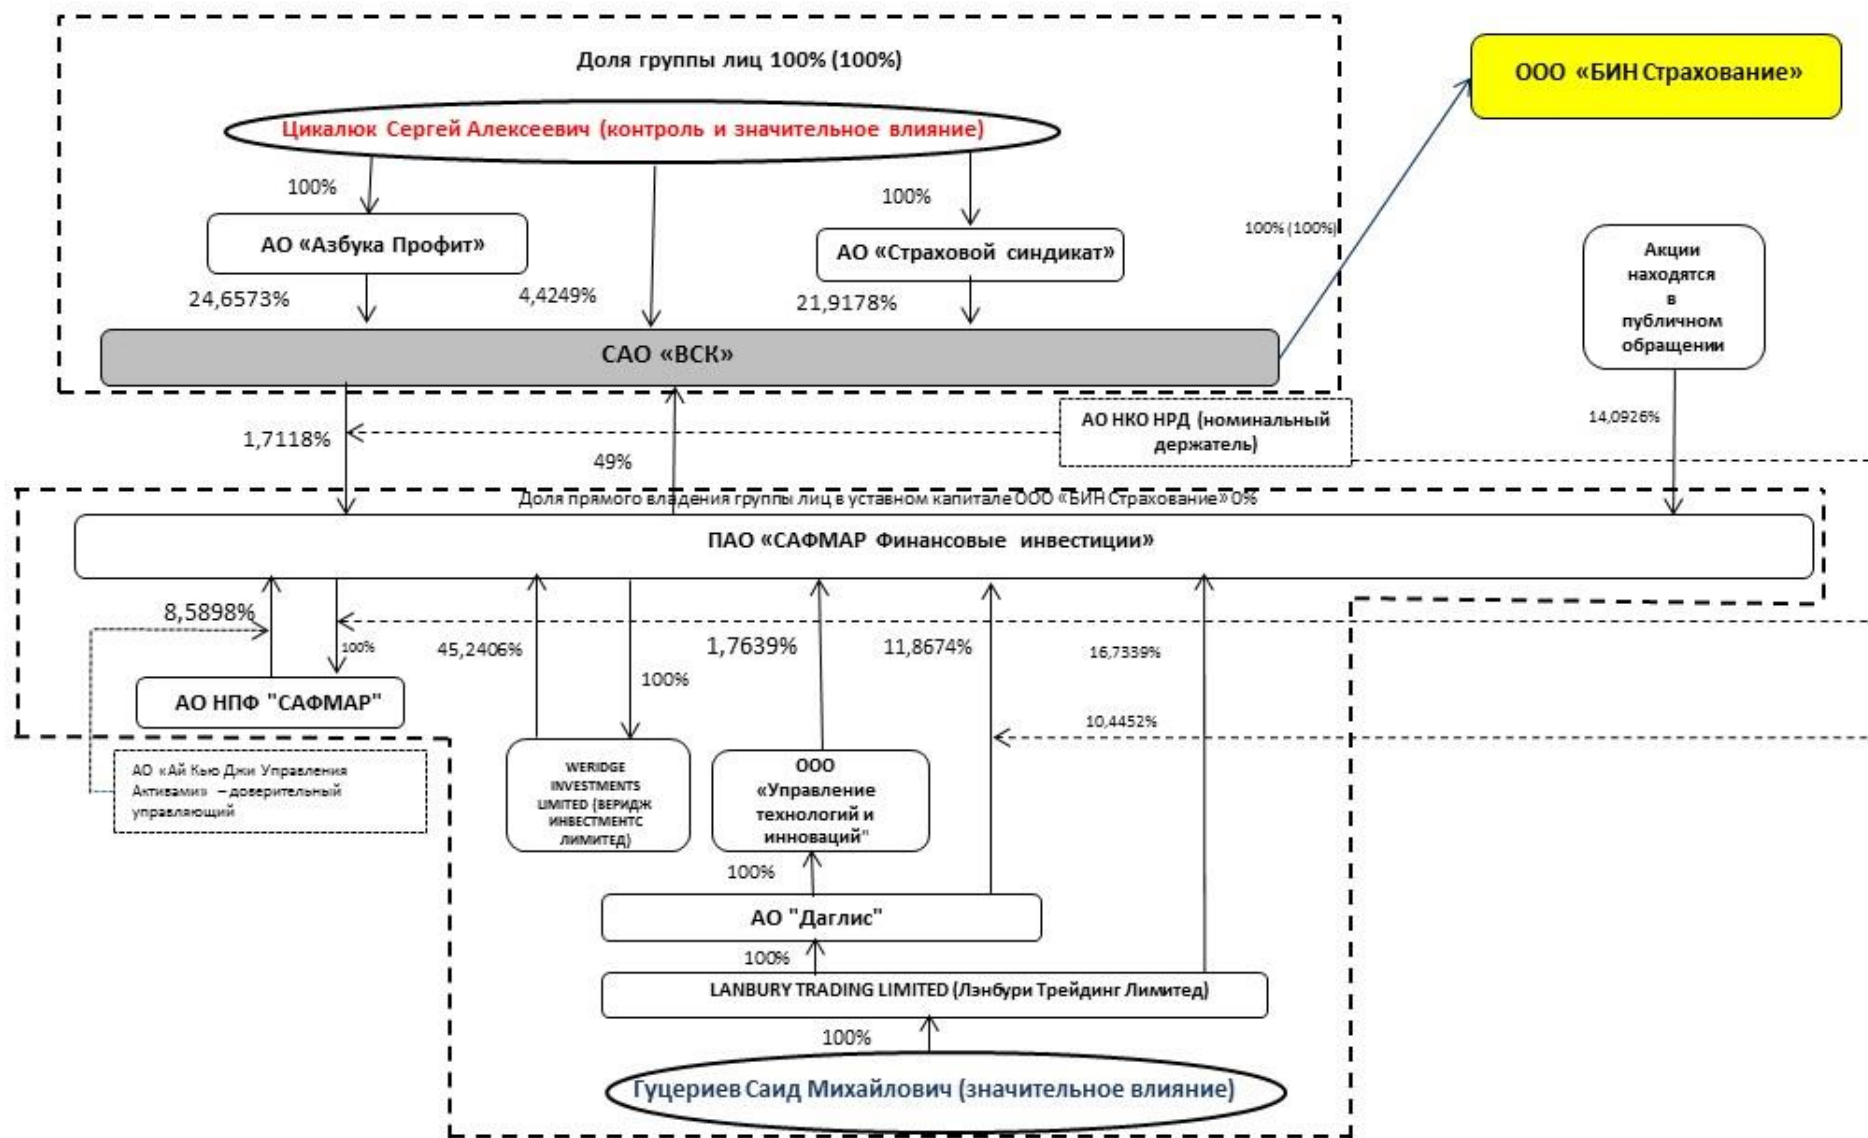 Доля группы лиц 100% (100%)
ООО «БИН Страхование»
Цикалюк Сергей Алексеевич (контроль и значительное влияние)
100%
100%
100% (100%)
АО «Азбука Профит»
АО «Страховой синдикат»
Акции
находятся
в
публичном
обращении
24,6573%
4,4249%
21,9178%
САО «ВСК»
1,7118%
49%
АО НКО НРД (номинальный
держатель)
14,0926%
Доля прямого владения группы лиц в уставном капитале ООО «БИН Страхование» 0%
ПАО «САФМАР Финансовые инвестиции»
8,5898%
100%
45,2406%
100%
1,7639%
11,8674%
16,7339%
10,4452%
АО НПФ "САФМАР"
АО «Ай Кью Джи Управления
Активами» – доверительный
управляющий
WERIDGE
INVESTMENTS
LIMITED (ВЕРИДЖ
ИНВЕСТМЕНТС
ЛИМИТЕД)
ООО
«Управление
технологий и
инноваций"
100%
АО "Даглис"
100%
LANBURY TRADING LIMITED (Лэнбури Трейдинг Лимитед)
100%
Гуцериев Саид Михайлович (значительное влияние)